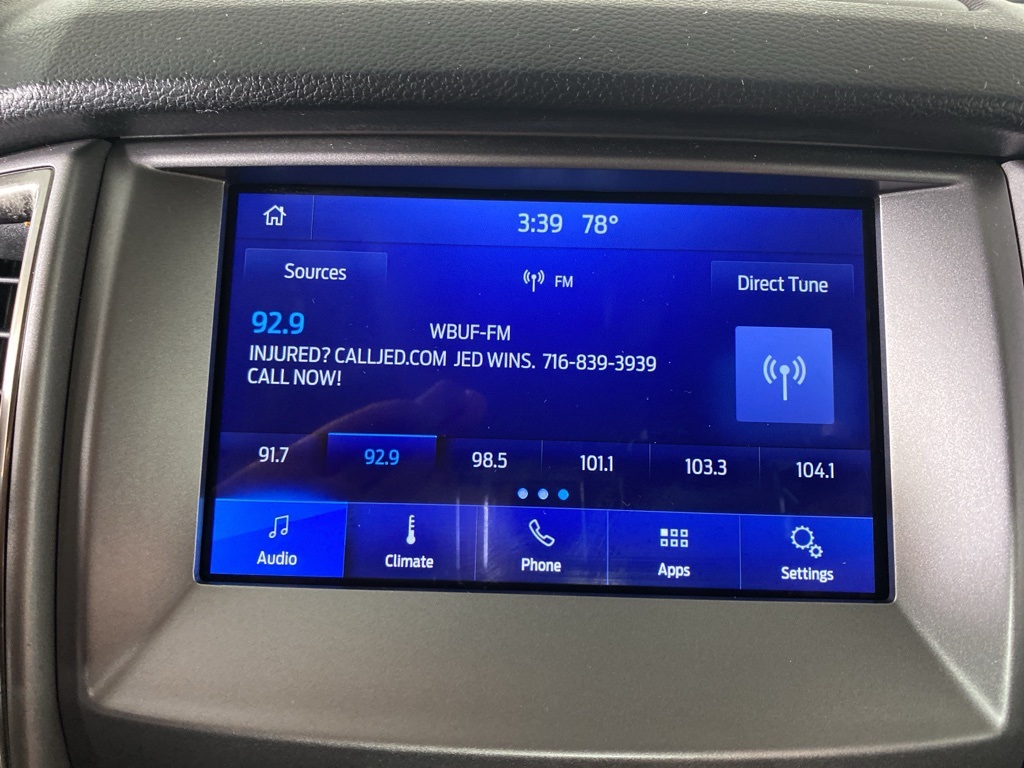 3:39 78°
Sources
FM
Direct Tune
92.9
WBUF-FM
INJURED? CALLJED.COM JED WINS. 716-839-3939
CALL NOW!
91.7 92.9 98.5 101.1 103.3 104.1
Audio Climate Phone Apps Settings